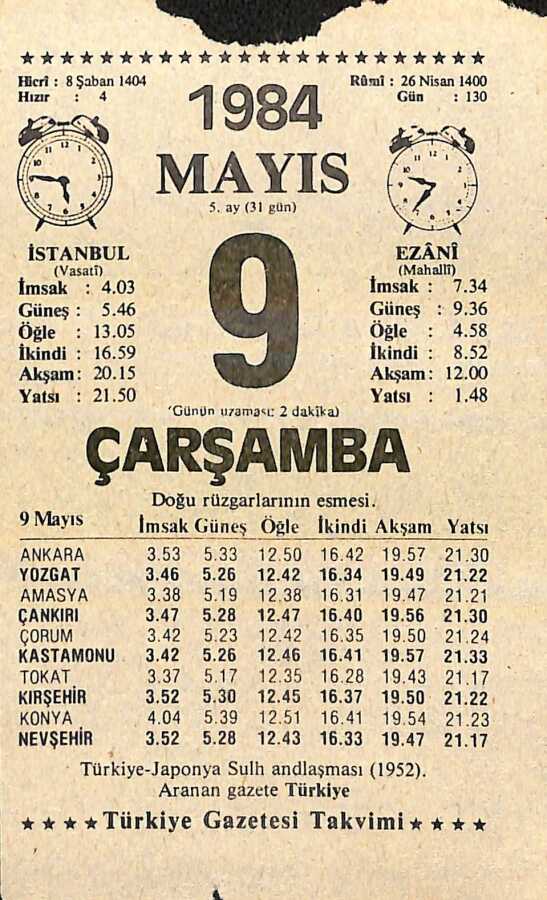 ★★★★★★★★★★★★★★★★★★★★★★★★
Hicrî : 8 Şaban 1404
Hızır : 4
Rûmî : 26 Nisan 1400
Gün : 130
1984
MAYIS
5. ay (31 gün)
9
İSTANBUL
(Vasatî)
İmsak : 4.03
Güneş : 5.46
Öğle : 13.05
İkindi : 16.59
Akşam: 20.15
Yatsı : 21.50
EZÂNÎ
(Mahallî)
İmsak : 7.34
Güneş : 9.36
Öğle : 4.58
İkindi : 8.52
Akşam: 12.00
Yatsı : 1.48
(Günün uzaması: 2 dakika)
ÇARŞAMBA
Doğu rüzgarlarının esmesi.
9 Mayıs İmsak Güneş Öğle İkindi Akşam Yatsı
ANKARA 3.53 5.33 12.50 16.42 19.57 21.30
YOZGAT 3.46 5.26 12.42 16.34 19.49 21.22
AMASYA 3.38 5.19 12.38 16.31 19.47 21.21
ÇANKIRI 3.47 5.28 12.47 16.40 19.56 21.30
ÇORUM 3.42 5.23 12.42 16.35 19.50 21.24
KASTAMONU 3.42 5.26 12.46 16.41 19.57 21.33
TOKAT 3.37 5.17 12.35 16.28 19.43 21.17
KIRŞEHİR 3.52 5.30 12.45 16.37 19.50 21.22
KONYA 4.04 5.39 12.51 16.41 19.54 21.23
NEVŞEHİR 3.52 5.28 12.43 16.33 19.47 21.17
Türkiye-Japonya Sulh andlaşması (1952).
Aranan gazete Türkiye
★★★★Türkiye Gazetesi Takvimi★★★★